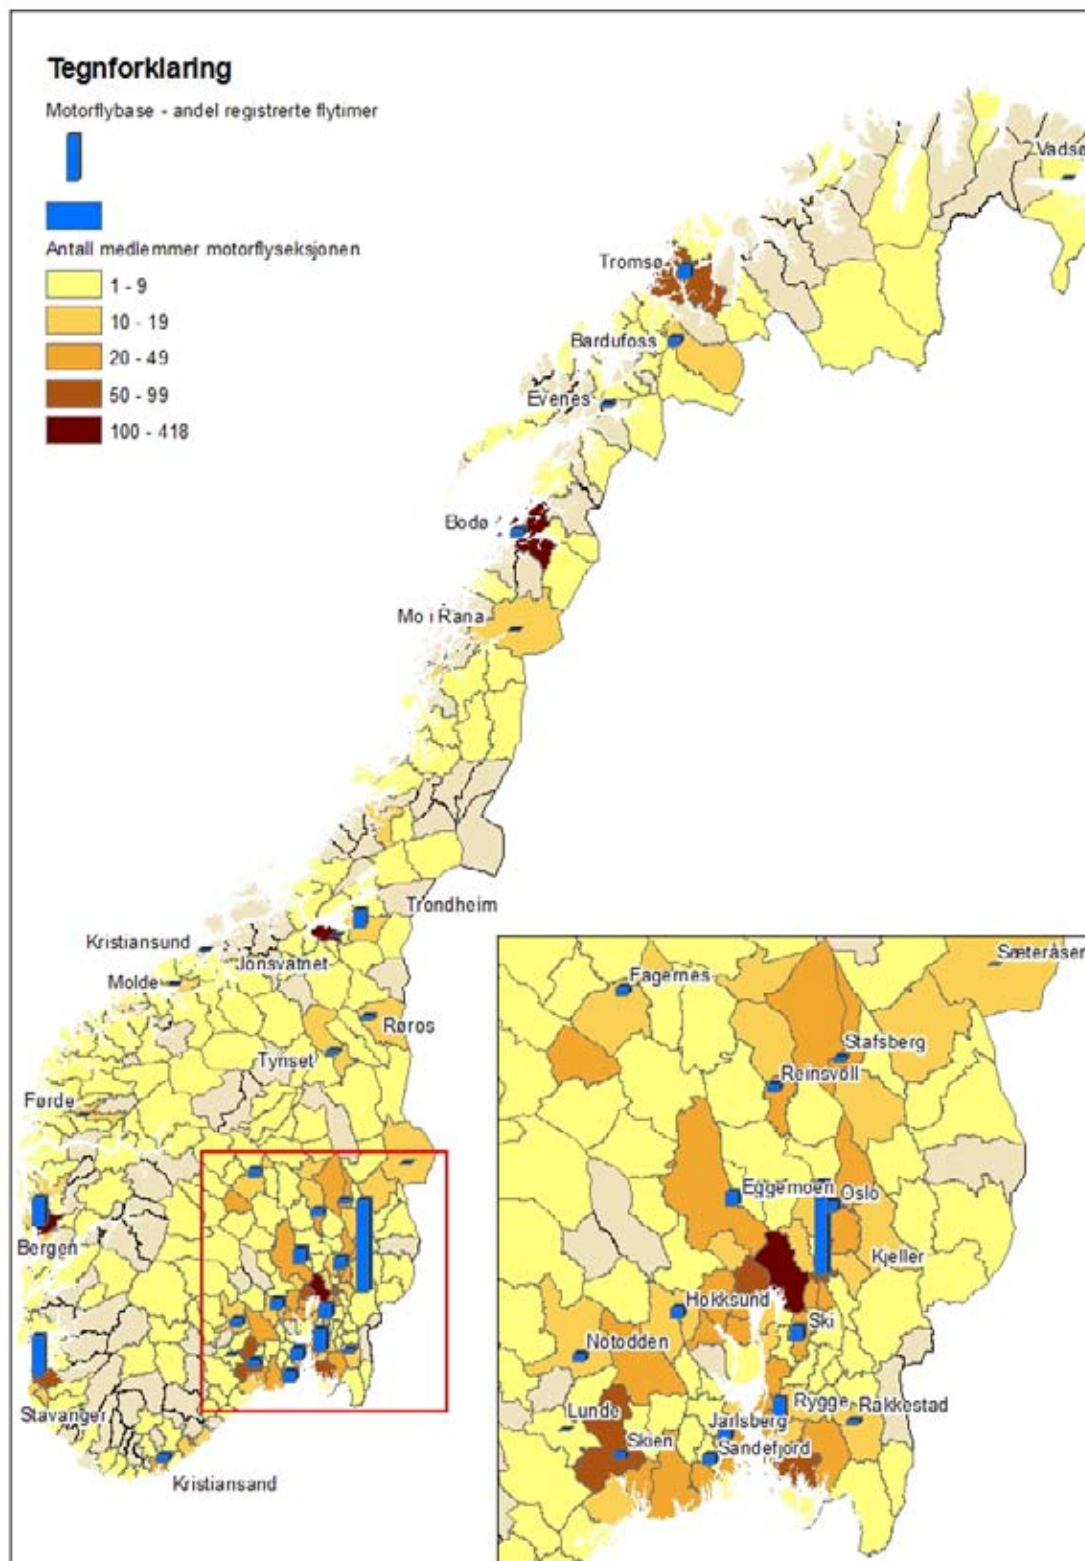 Tegnforklaring
Motorflybase - andel registrerte flytimer
Antall medlemmer motorflyseksjonen
1 - 9
10 - 19
20 - 49
50 - 99
100 - 418
Vadsø
Tromsø
Bardufoss
Evenes
Bodø
Mo i Rana
Trondheim
Kristiansund
Jonsvatnet
Molde
Røros
Tynset
Førde
Bergen
Stavanger
Kristiansand
Sæteråsen
Fagernes
Stafsberg
Reinsvoll
Eggemoen
Oslo
Kjeller
Hokksund
Ski
Notodden
Lunde
Rygge
Rakkestad
Jarlsberg
Skien
Sandefjord